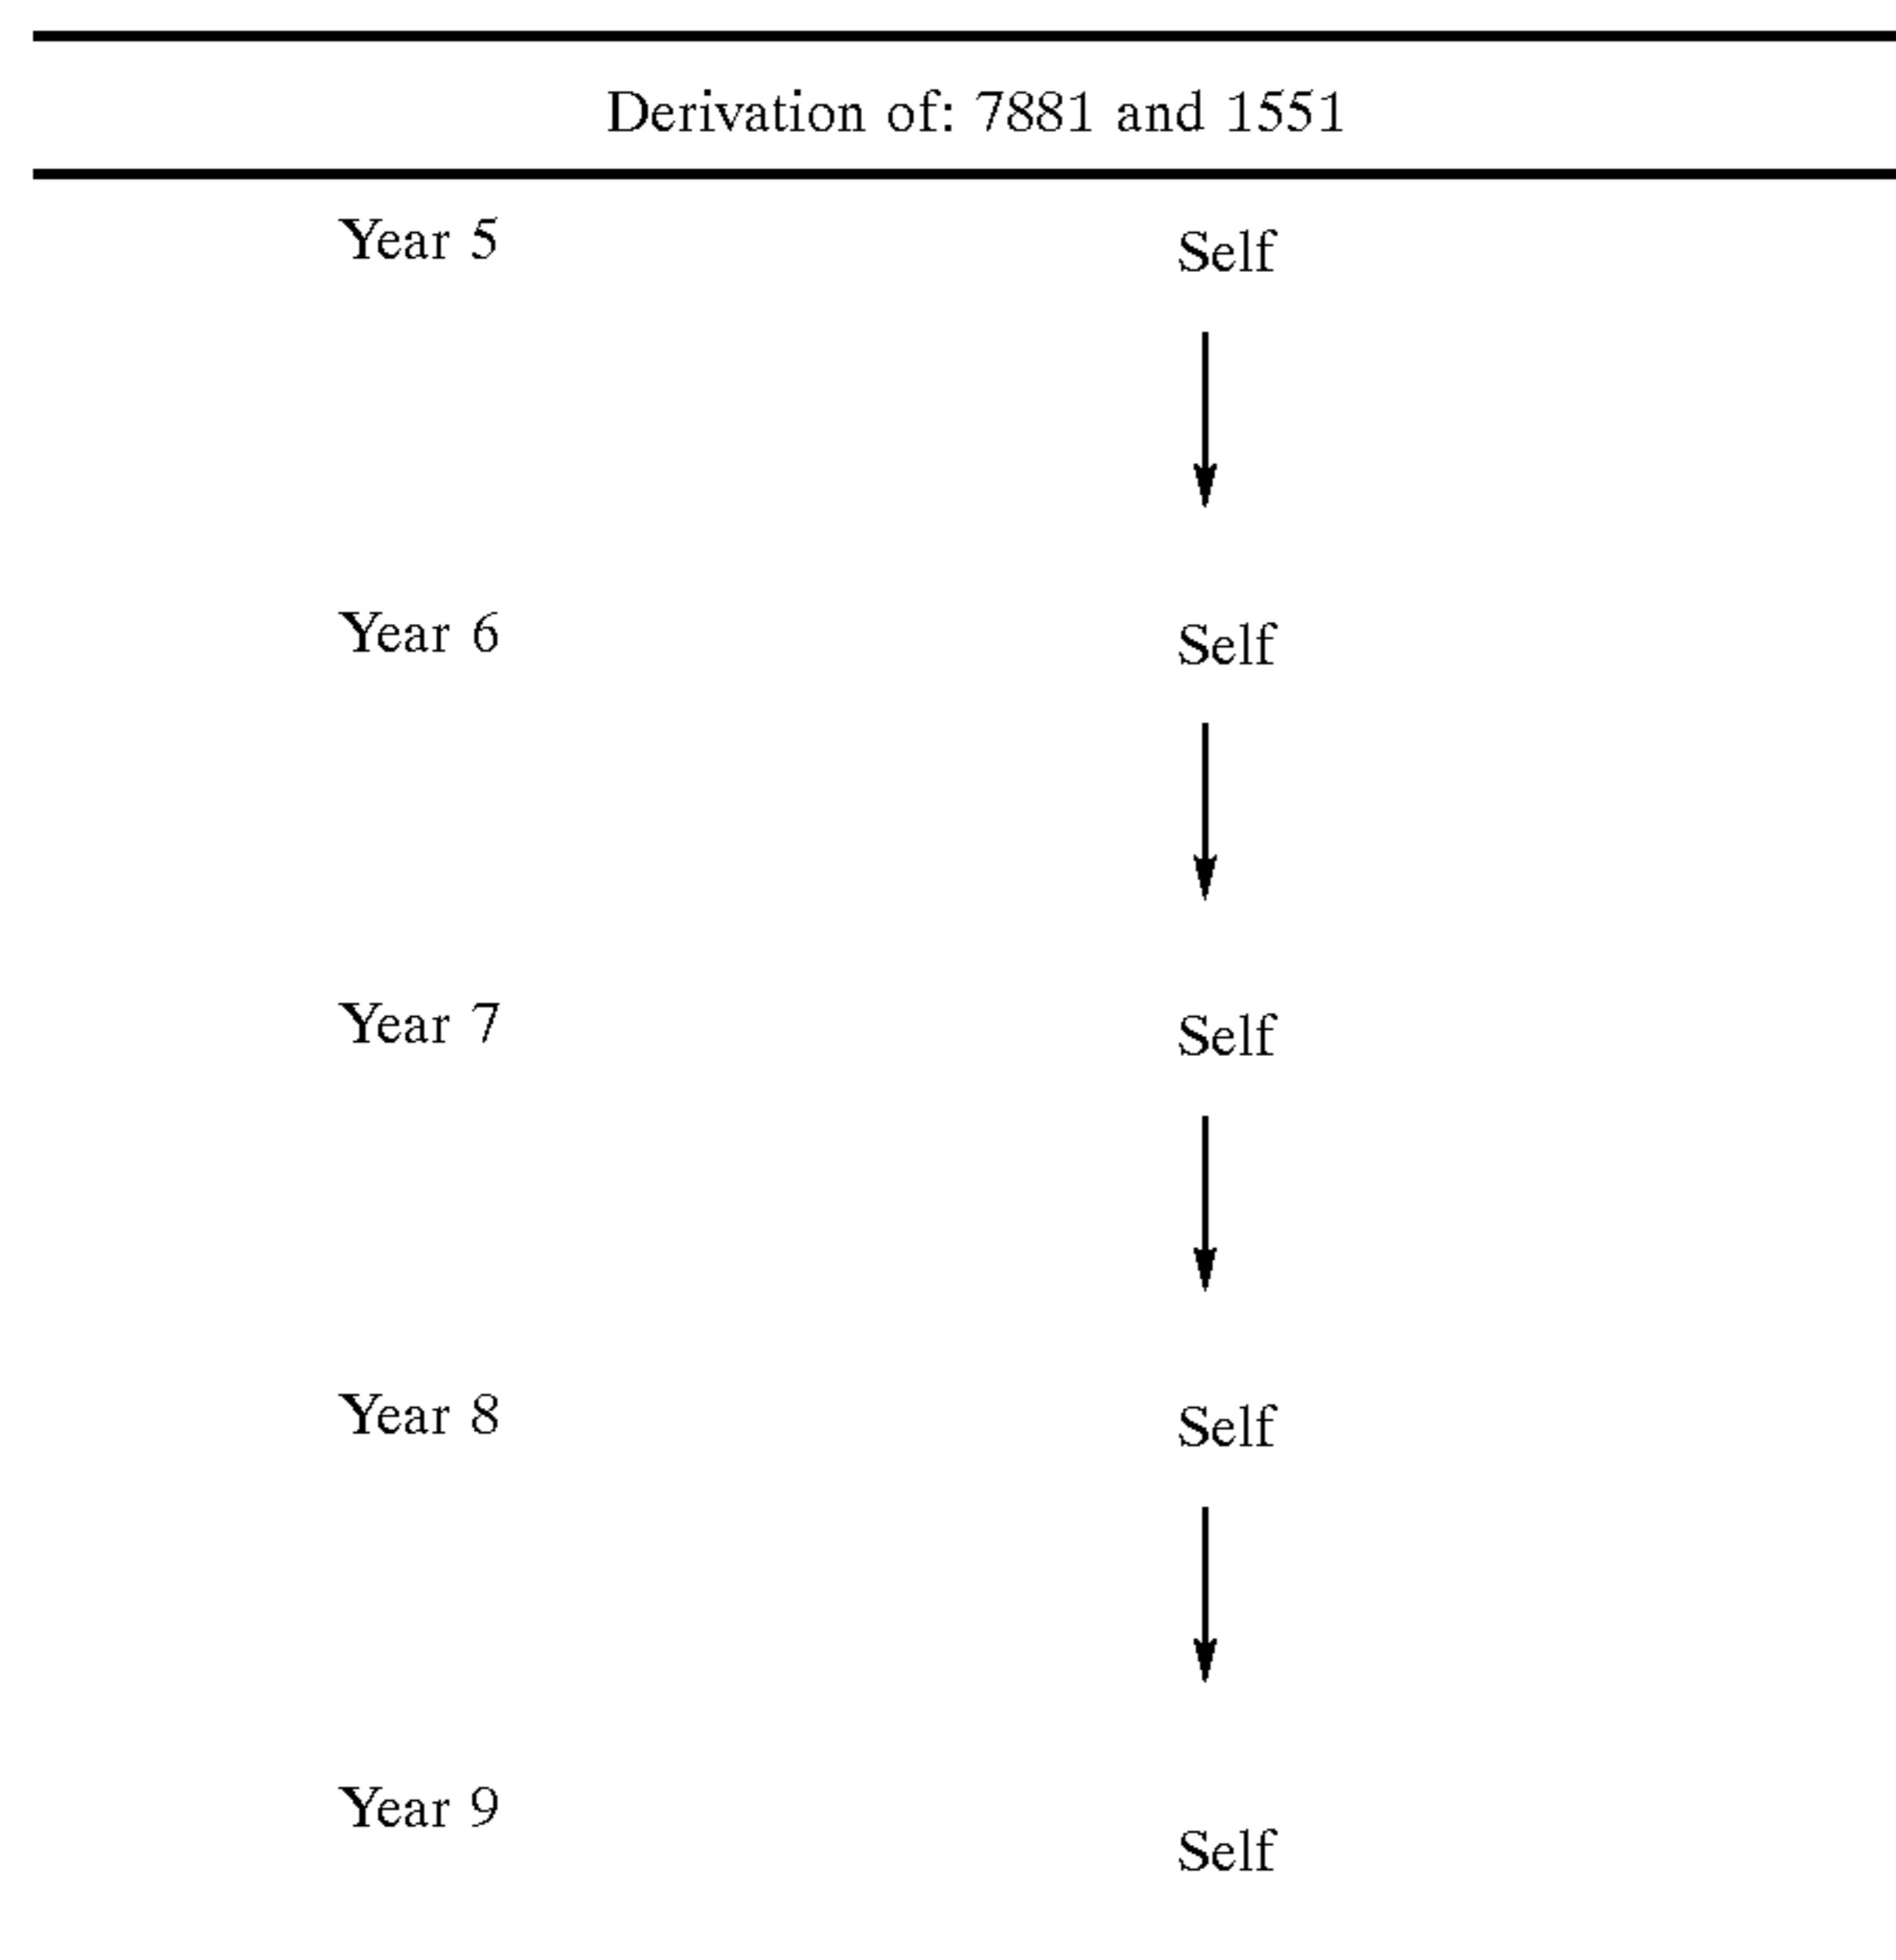 Derivation of: 7881 and 1551
Year 5 Self
Year 6 Self
Year 7 Self
Year 8 Self
Year 9 Self